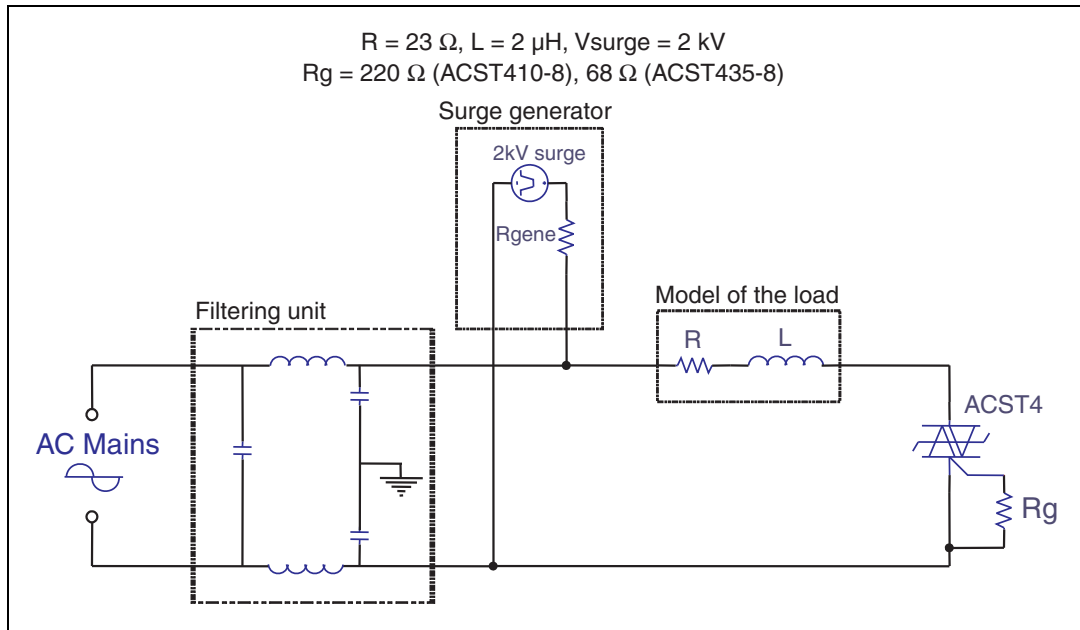 R = 23 Ω, L = 2 µH, Vsurge = 2 kV
Rg = 220 Ω (ACST410-8), 68 Ω (ACST435-8)
Surge generator
2kV surge
Rgene
Filtering unit
Model of the load
R
L
ACST4
AC Mains
Rg